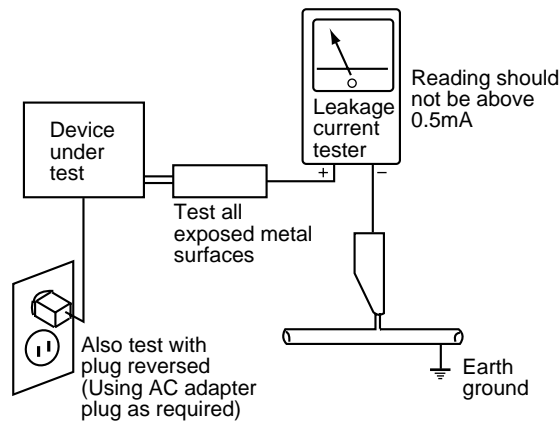 Device
under
test
Leakage
current
tester
Reading should
not be above
0.5mA
+
–
Test all
exposed metal
surfaces
Also test with
plug reversed
(Using AC adapter
plug as required)
Earth
ground